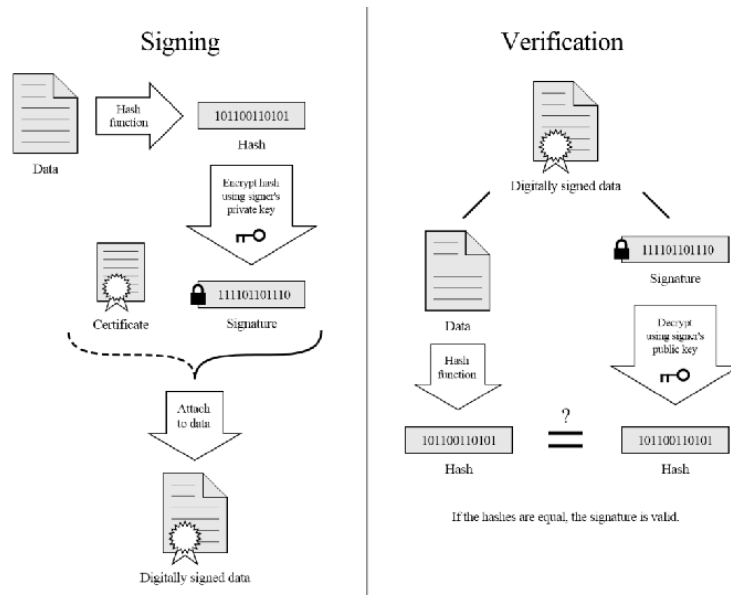 Signing
Data
Hash
function
101100110101
Hash
Encrypt hash
using signer's
private key
Certificate
111101101110
Signature
Attach
to data
Digitally signed data
Verification
Digitally signed data
Data
111101101110
Signature
Hash
function
Decrypt
using signer's
public key
101100110101
Hash
?
=
101100110101
Hash
If the hashes are equal, the signature is valid.